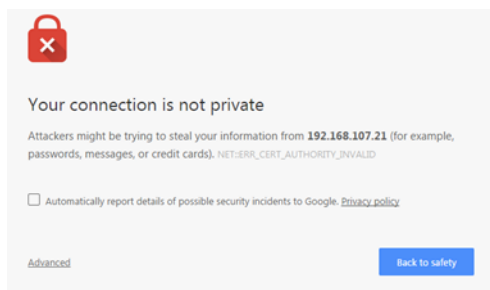 Your connection is not private
Attackers might be trying to steal your information from 192.168.107.21 (for example,
passwords, messages, or credit cards). NET::ERR_CERT_AUTHORITY_INVALID
Automatically report details of possible security incidents to Google. Privacy policy
Advanced
Back to safety